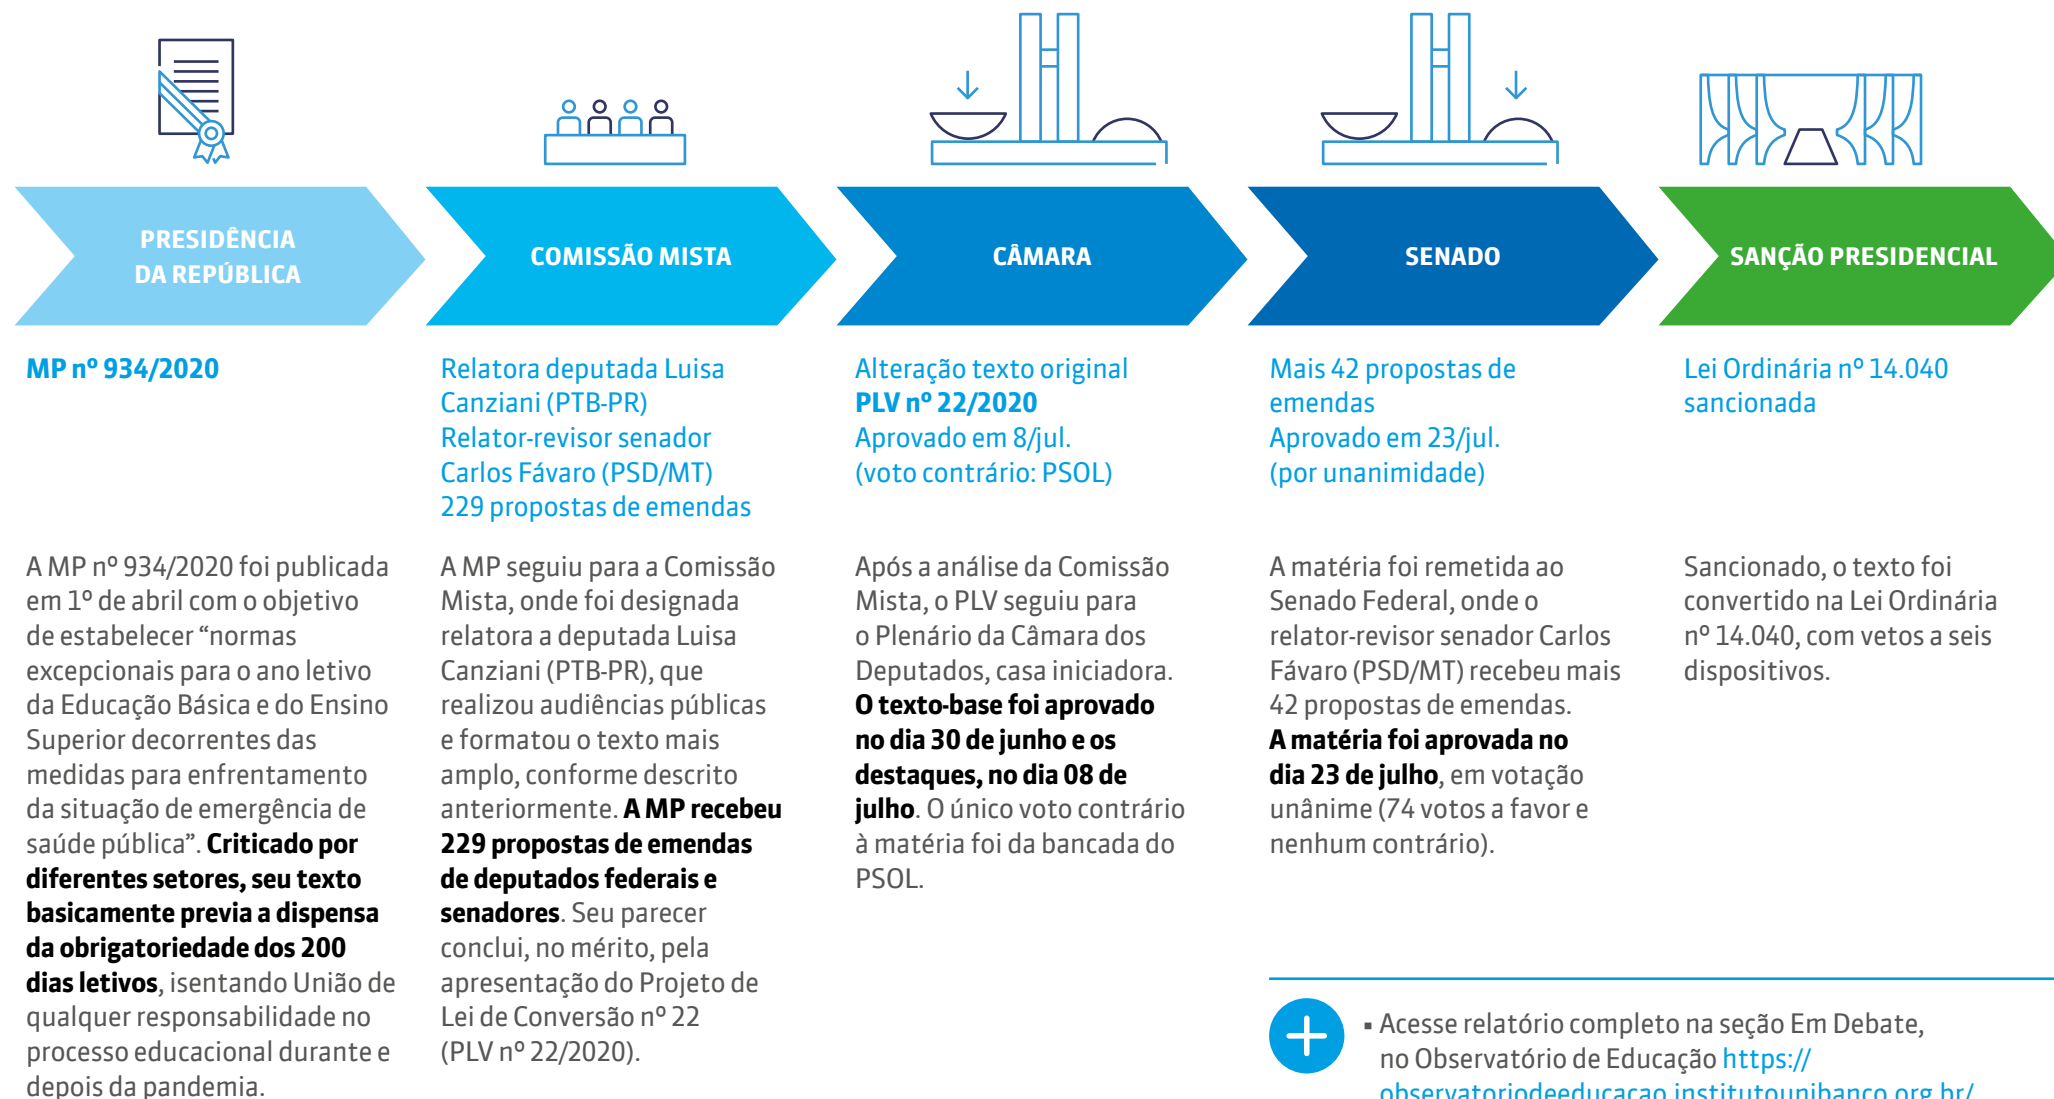 PRESIDÊNCIA
DA REPÚBLICA
MP nº 934/2020
A MP nº 934/2020 foi publicada
em 1º de abril com o objetivo
de estabelecer “normas
excepcionais para o ano letivo
da Educação Básica e do Ensino
Superior decorrentes das
medidas para enfrentamento
da situação de emergência de
saúde pública”. Criticado por
diferentes setores, seu texto
basicamente previa a dispensa
da obrigatoriedade dos 200
dias letivos, isentando União de
qualquer responsabilidade no
processo educacional durante e
depois da pandemia.
COMISSÃO MISTA
Relatora deputada Luisa
Canziani (PTB-PR)
Relator-revisor senador
Carlos Fávaro (PSD/MT)
229 propostas de emendas
A MP seguiu para a Comissão
Mista, onde foi designada
relatora a deputada Luisa
Canziani (PTB-PR), que
realizou audiências públicas
e formatou o texto mais
amplo, conforme descrito
anteriormente. A MP recebeu
229 propostas de emendas
de deputados federais e
senadores. Seu parecer
conclui, no mérito, pela
apresentação do Projeto de
Lei de Conversão nº 22
(PLV nº 22/2020).
CÂMARA
Alteração texto original
PLV nº 22/2020
Aprovado em 8/jul.
(voto contrário: PSOL)
Após a análise da Comissão
Mista, o PLV seguiu para
o Plenário da Câmara dos
Deputados, casa iniciadora.
O texto-base foi aprovado
no dia 30 de junho e os
destaques, no dia 08 de
julho. O único voto contrário
à matéria foi da bancada do
PSOL.
SENADO
Mais 42 propostas de
emendas
Aprovado em 23/jul.
(por unanimidade)
A matéria foi remetida ao
Senado Federal, onde o
relator-revisor senador Carlos
Fávaro (PSD/MT) recebeu mais
42 propostas de emendas.
A matéria foi aprovada no
dia 23 de julho, em votação
unânime (74 votos a favor e
nenhum contrário).
SANÇÃO PRESIDENCIAL
Lei Ordinária nº 14.040
sancionada
Sancionado, o texto foi
convertido na Lei Ordinária
nº 14.040, com vetos a seis
dispositivos.
▪ Acesse relatório completo na seção Em Debate,
no Observatório de Educação https://
observatoriodeeducacao.institutounibanco.org.br/